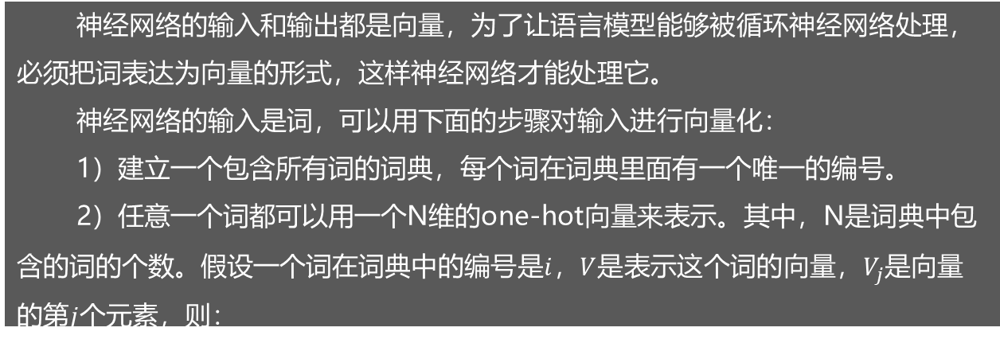 神经网络的输入和输出都是向量，为了让语言模型能够被循环神经网络处理，
必须把词表达为向量的形式，这样神经网络才能处理它。
神经网络的输入是词，可以用下面的步骤对输入进行向量化：
1）建立一个包含所有词的词典，每个词在词典里面有一个唯一的编号。
2）任意一个词都可以用一个N维的one-hot向量来表示。其中，N是词典中包
含的词的个数。假设一个词在词典中的编号是i，V是表示这个词的向量，Vj是向量
的第j个元素，则：